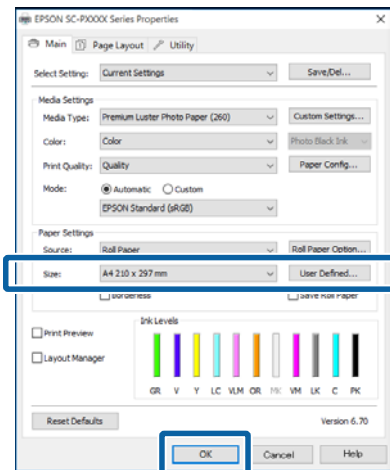 EPSON SC-PXXXX Series Properties
Main Page Layout Utility
Select Setting: Current Settings Save/Del...
Media Settings
Media Type: Premium Luster Photo Paper (260) Custom Settings...
Color: Color Photo Black Ink
Print Quality: Quality Paper Config...
Mode: Automatic Custom
EPSON Standard (sRGB)
Paper Settings
Source: Roll Paper Roll Paper Option...
Size: A4 210 x 297 mm User Defined...
Borderless Save Roll Paper
Print Preview
Layout Manager
Ink Levels
GR V Y LC VLM OR MK VM LK C PK
Reset Defaults Version 6.70
OK Cancel Help